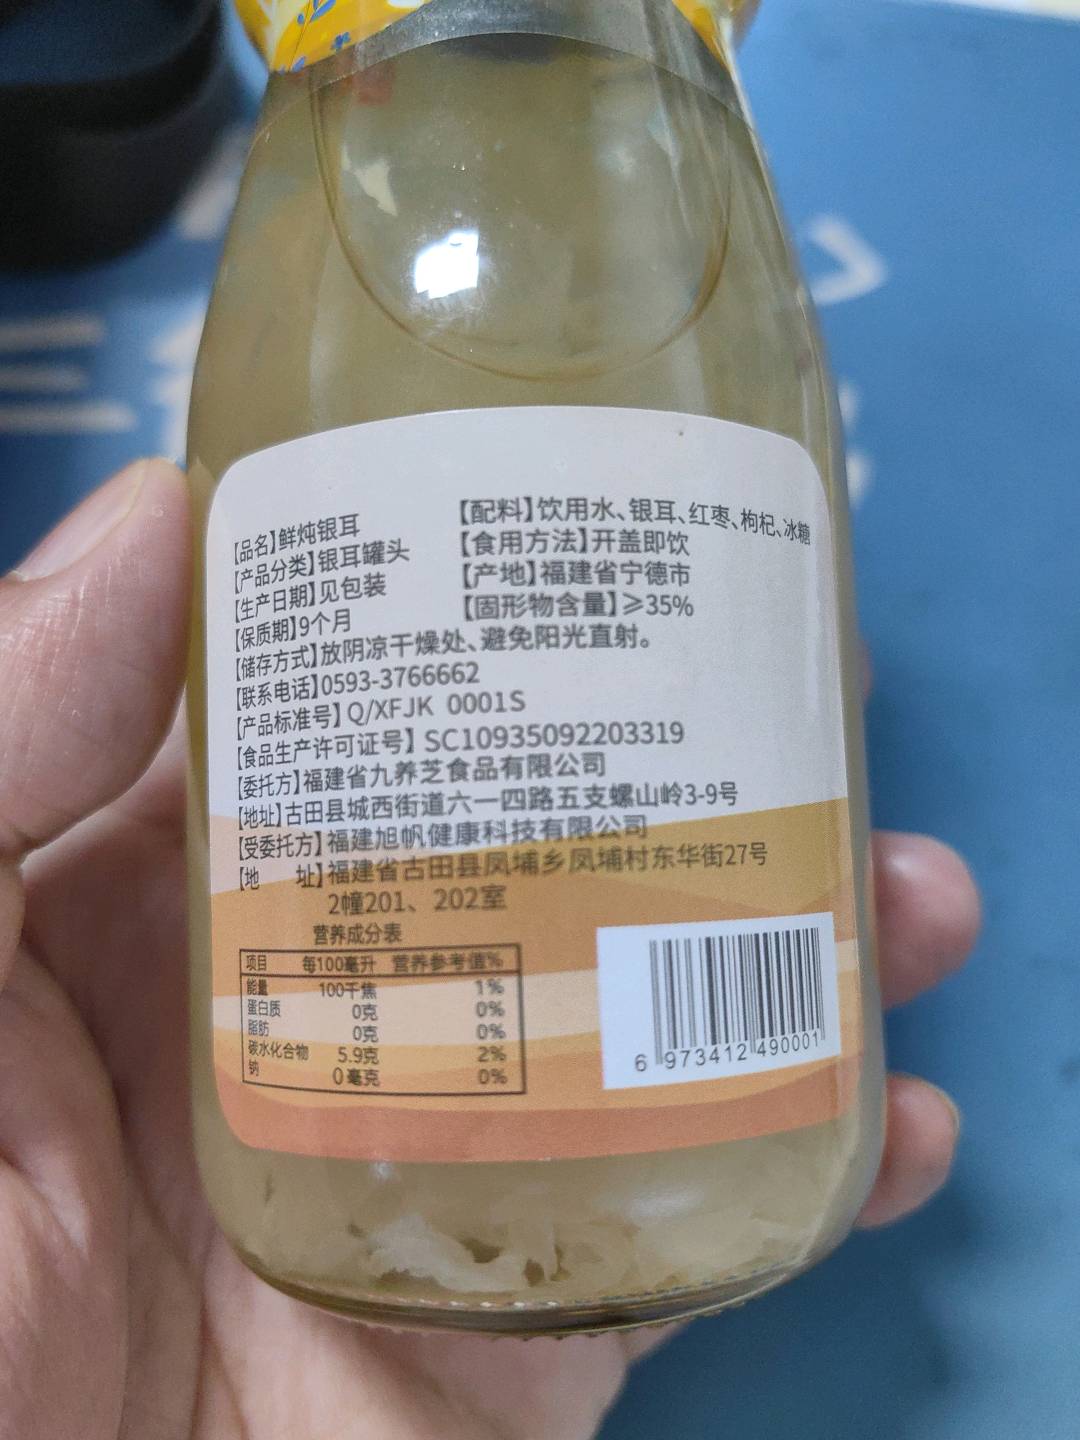 【品名】鲜炖银耳
【产品分类】银耳罐头
【生产日期】见包装
【保质期】9个月
【配料】饮用水、银耳、红枣、枸杞、冰糖
【食用方法】开盖即饮
【产地】福建省宁德市
【固形物含量】≥35%
【储存方式】放阴凉干燥处、避免阳光直射。
【联系电话】0593-3766662
【产品标准号】Q/XFJK 0001S
【食品生产许可证号】SC10935092203319
【委托方】福建省九养芝食品有限公司
【地址】古田县城西街道六一四路五支螺山岭3-9号
【受委托方】福建旭帆健康科技有限公司
【地 址】福建省古田县凤埔乡凤埔村东华街27号
2幢201、202室
营养成分表
项目 每100毫升 营养参考值%
能量 100千焦 1%
蛋白质 0克 0%
脂肪 0克 0%
碳水化合物 5.9克 2%
钠 0毫克 0%
6 973412 490001